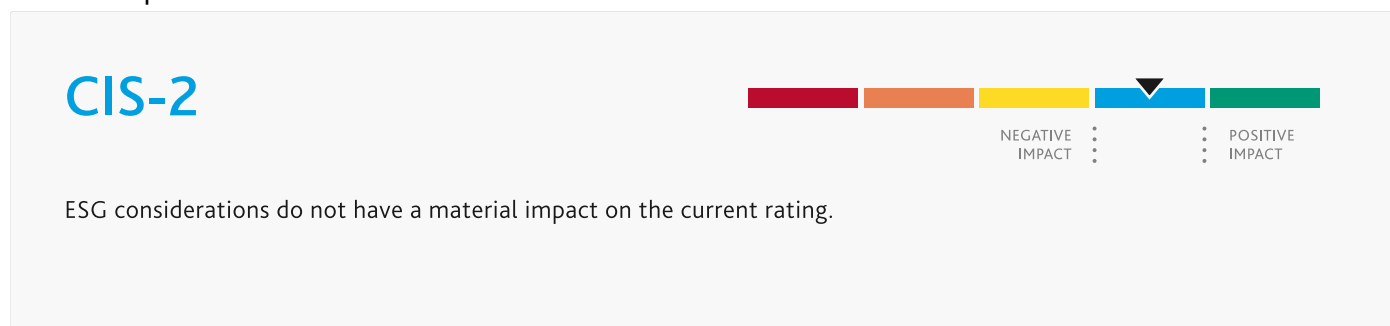 CIS-2
NEGATIVE
IMPACT
POSITIVE
IMPACT
ESG considerations do not have a material impact on the current rating.